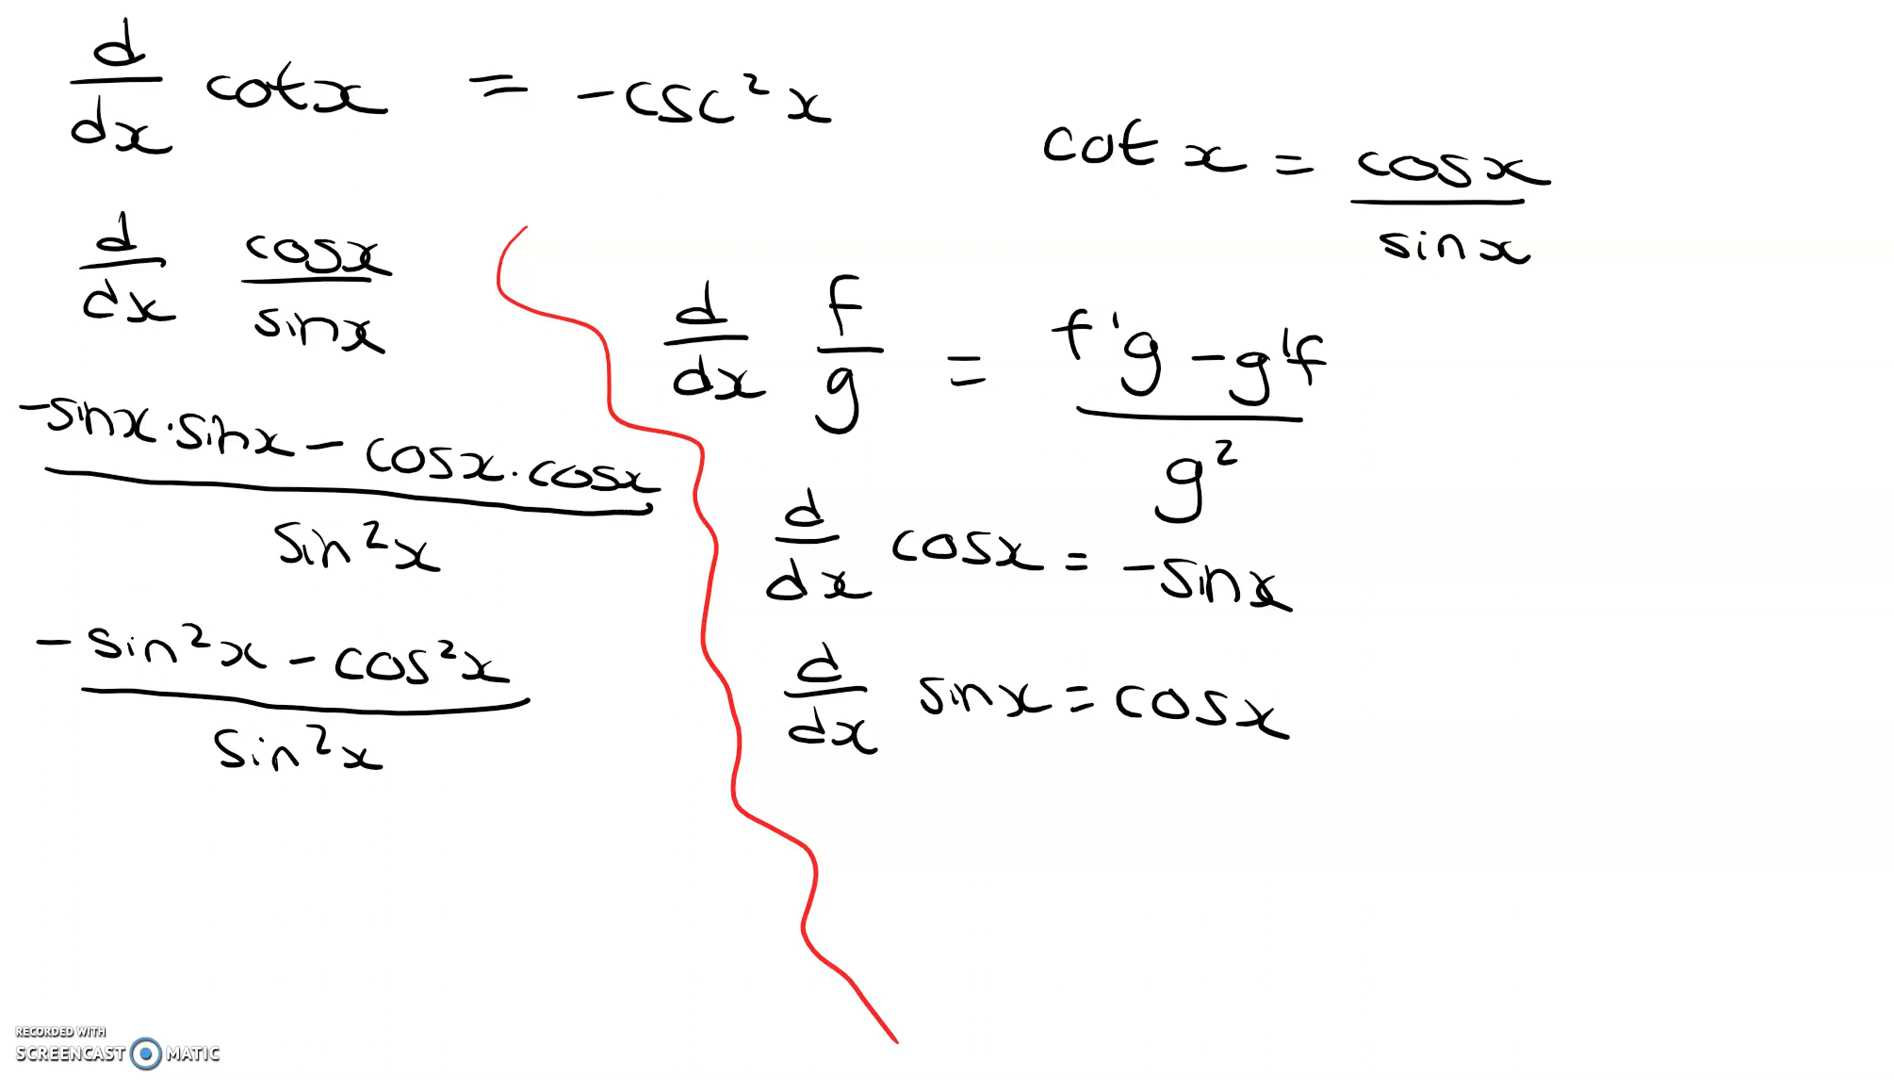 d/dx cotx = -csc²x
cot x = cosx/sinx
d/dx cosx/sinx
d/dx f/g = f'g - g'f/g²
-sinx·sinx - cosx·cosx/sin²x
d/dx cosx = -sinx
-sin²x - cos²x/sin²x
d/dx sinx = cosx
RECORDED WITH
SCREENCAST MATIC